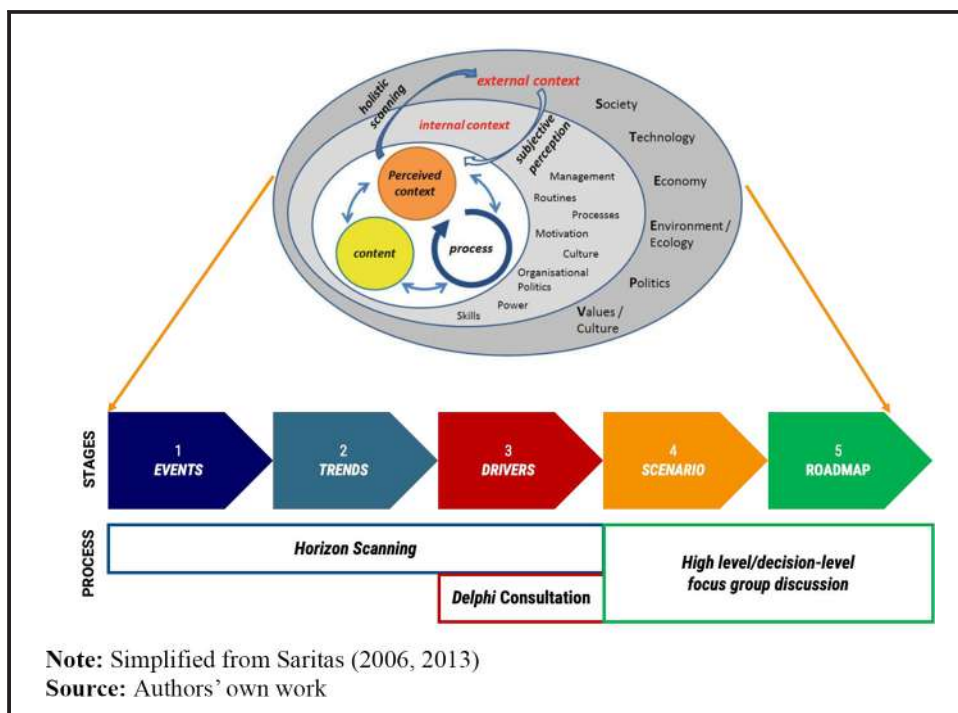 external context
holistic
scanning
internal context
subjective
perception
Society
Technology
Economy
Environment /
Ecology
Politics
Values /
Culture
Perceived
context
content
process
Management
Routines
Processes
Motivation
Culture
Organisational
Politics
Power
Skills
STAGES
1
EVENTS
2
TRENDS
3
DRIVERS
4
SCENARIO
5
ROADMAP
PROCESS
Horizon Scanning
Delphi Consultation
High level/decision-level
focus group discussion
Note: Simplified from Saritas (2006, 2013)
Source: Authors' own work